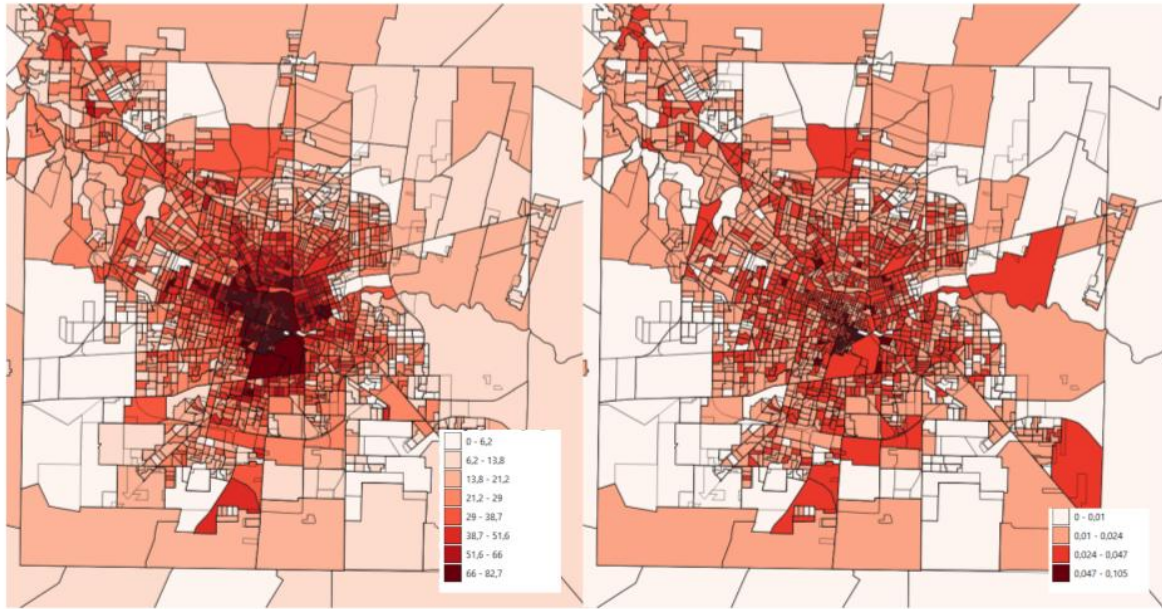 0 - 6,2
6,2 - 13,8
13,8 - 21,2
21,2 - 29
29 - 38,7
38,7 - 51,6
51,6 - 66
66 - 82,7
0 - 0,01
0,01 - 0,024
0,024 - 0,047
0,047 - 0,105